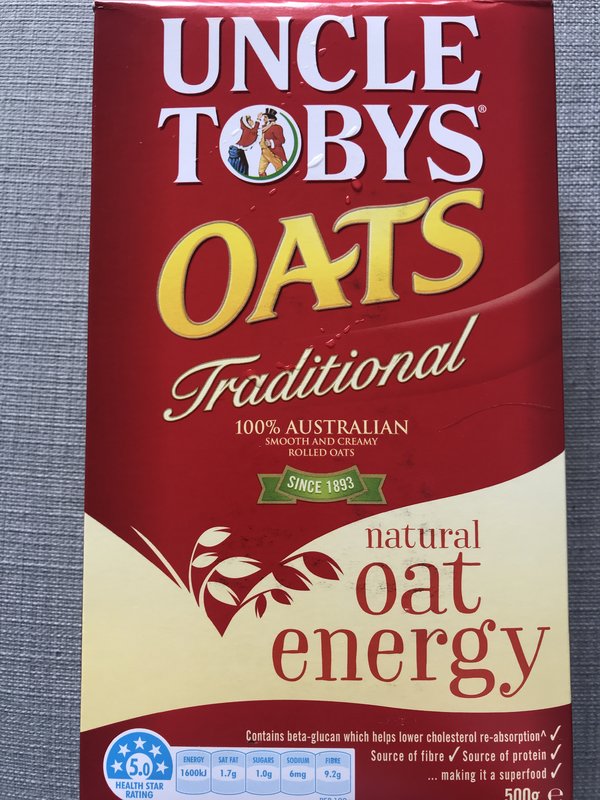 UNCLE
TOBYS®
OATS
Traditional
100% AUSTRALIAN
SMOOTH AND CREAMY
ROLLED OATS
SINCE 1893
natural
oat
energy
Contains beta-glucan which helps lower cholesterol re-absorption^ ✓
Source of fibre ✓ Source of protein ✓
... making it a superfood ✓
500g e
5.0
HEALTH STAR
RATING
ENERGY SAT FAT SUGARS SODIUM FIBRE
1600kJ 1.7g 1.0g 6mg 9.2g
PER 100